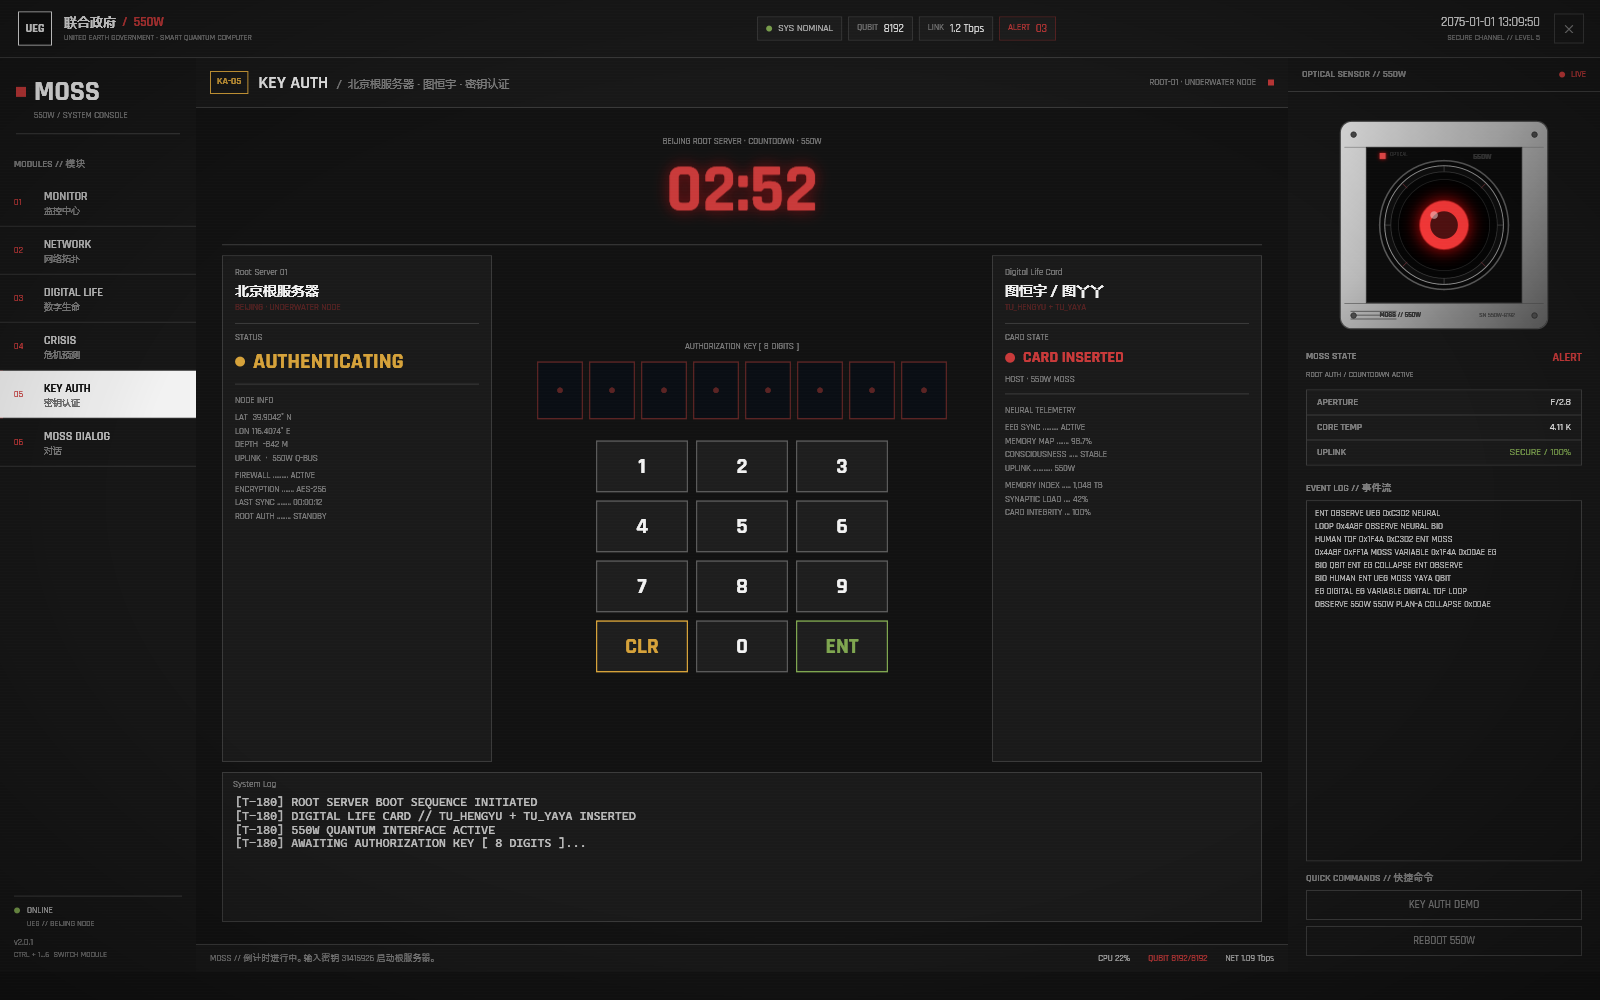 UEG
联合政府 / 550W
UNITED EARTH GOVERNMENT · SMART QUANTUM COMPUTER
SYS NOMINAL
QUBIT 8192
LINK 1.2 Tbps
ALERT 03
2075-01-01 13:09:50
SECURE CHANNEL // LEVEL 5
MOSS
550W / SYSTEM CONSOLE
MODULES // 模块
01 MONITOR
监控中心
02 NETWORK
网络拓扑
03 DIGITAL LIFE
数字生命
04 CRISIS
危机预测
05 KEY AUTH
密钥认证
06 MOSS DIALOG
对话
ONLINE
UEG // BEIJING NODE
v2.0.1
CTRL + 1...6 SWITCH MODULE
KA-05 KEY AUTH / 北京根服务器 · 图恒宇 · 密钥认证
ROOT-01 · UNDERWATER NODE
BEIJING ROOT SERVER · COUNTDOWN · 550W
02:52
Root Server 01
北京根服务器
BEIJING · UNDERWATER NODE
STATUS
AUTHENTICATING
NODE INFO
LAT 39.9042° N
LON 116.4074° E
DEPTH -842 M
UPLINK · 550W Q-BUS
FIREWALL ........ ACTIVE
ENCRYPTION ...... AES-256
LAST SYNC ....... 00:00:12
ROOT AUTH ....... STANDBY
AUTHORIZATION KEY [ 8 DIGITS ]
1 2 3
4 5 6
7 8 9
CLR 0 ENT
Digital Life Card
图恒宇 / 图丫丫
TU_HENGYU + TU_YAYA
CARD STATE
CARD INSERTED
HOST · 550W MOSS
NEURAL TELEMETRY
EEG SYNC ........ ACTIVE
MEMORY MAP ...... 98.7%
CONSCIOUSNESS .... STABLE
UPLINK .......... 550W
MEMORY INDEX .... 1,048 TB
SYNAPTIC LOAD ... 42%
CARD INTEGRITY ... 100%
System Log
[T-180] ROOT SERVER BOOT SEQUENCE INITIATED
[T-180] DIGITAL LIFE CARD // TU_HENGYU + TU_YAYA INSERTED
[T-180] 550W QUANTUM INTERFACE ACTIVE
[T-180] AWAITING AUTHORIZATION KEY [ 8 DIGITS ]...
MOSS // 倒计时进行中。输入密钥 31415926 启动根服务器。
CPU 22%
QUBIT 8192/8192
NET 1.09 Tbps
OPTICAL SENSOR // 550W
LIVE
OPTICAL
550W
MOSS // 550W
MOSS STATE
ALERT
ROOT AUTH / COUNTDOWN ACTIVE
APERTURE F/2.8
CORE TEMP 4.11 K
UPLINK SECURE / 100%
EVENT LOG // 事件流
ENT OBSERVE UEG 0xC3D2 NEURAL
LOOP 0x4A8F OBSERVE NEURAL BIO
HUMAN TOF 0x1F4A 0xC3D2 ENT MOSS
0x4A8F 0xFF1A MOSS VARIABLE 0x1F4A 0x00AE EG
BIO QBIT ENT EG COLLAPSE ENT OBSERVE
BIO HUMAN ENT UEG MOSS YAYA QBIT
EG DIGITAL EG VARIABLE DIGITAL TOF LOOP
OBSERVE 550W 550W PLAN-A COLLAPSE 0x00AE
QUICK COMMANDS // 快捷命令
KEY AUTH DEMO
REBOOT 550W